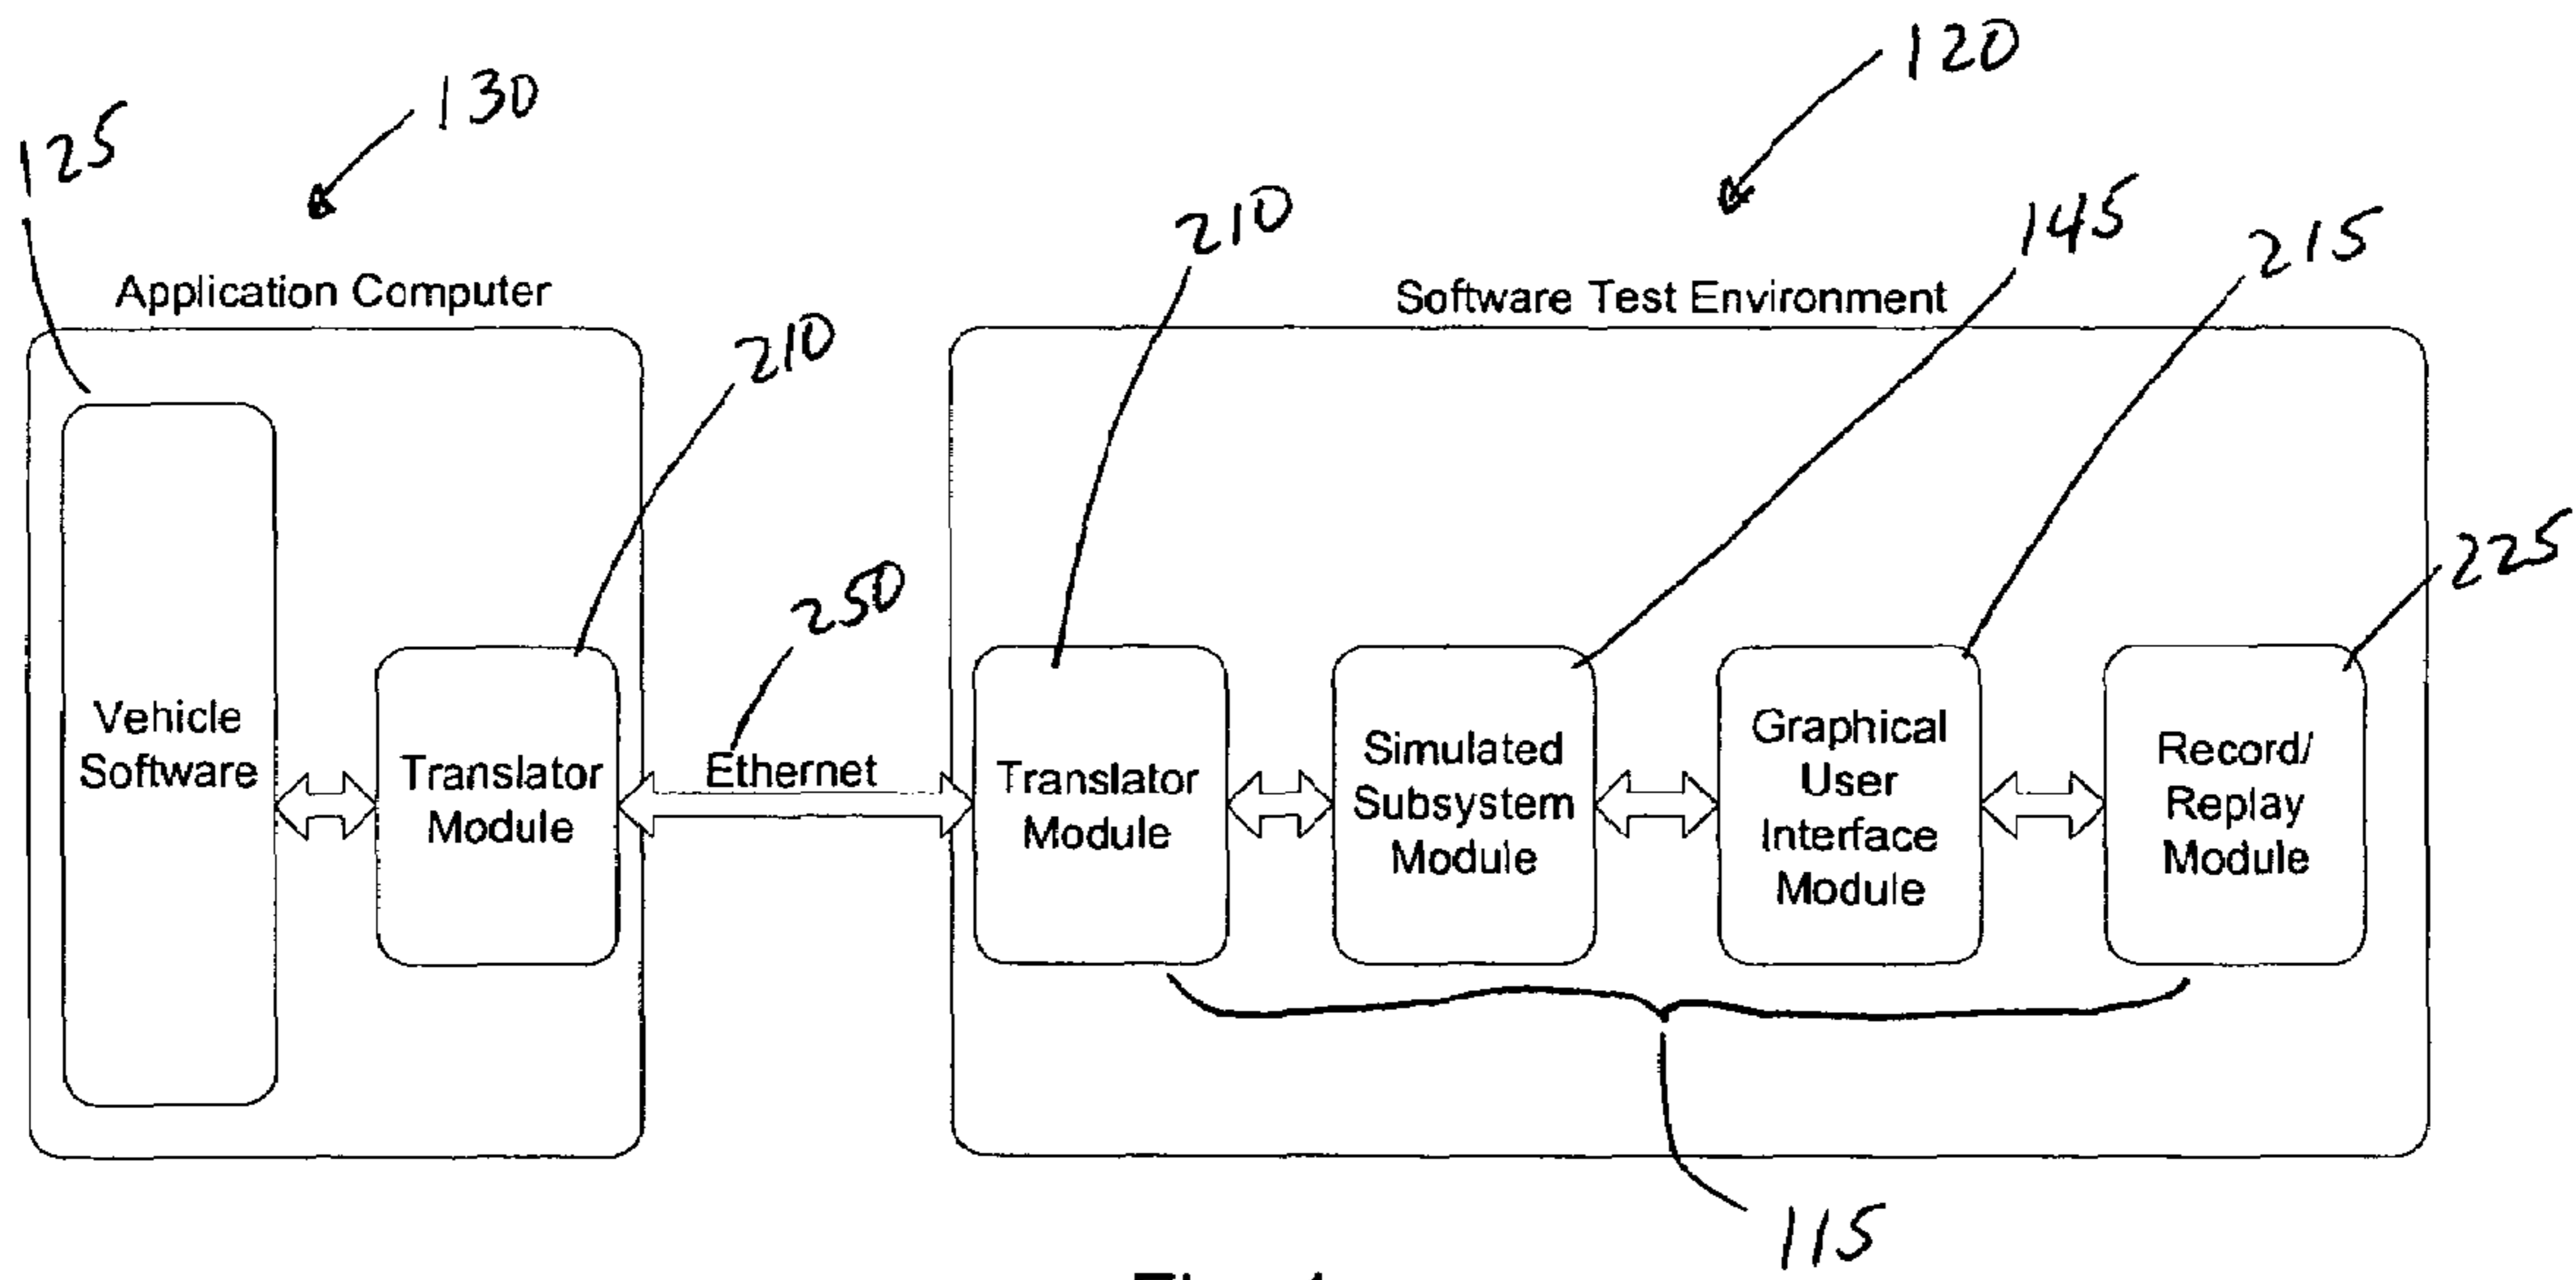 120
130
125
210
145
215
Application Computer
Software Test Environment
210
225
250
Vehicle
Software
Translator
Module
Ethernet
Translator
Module
Simulated
Subsystem
Module
Graphical
User
Interface
Module
Record/
Replay
Module
115